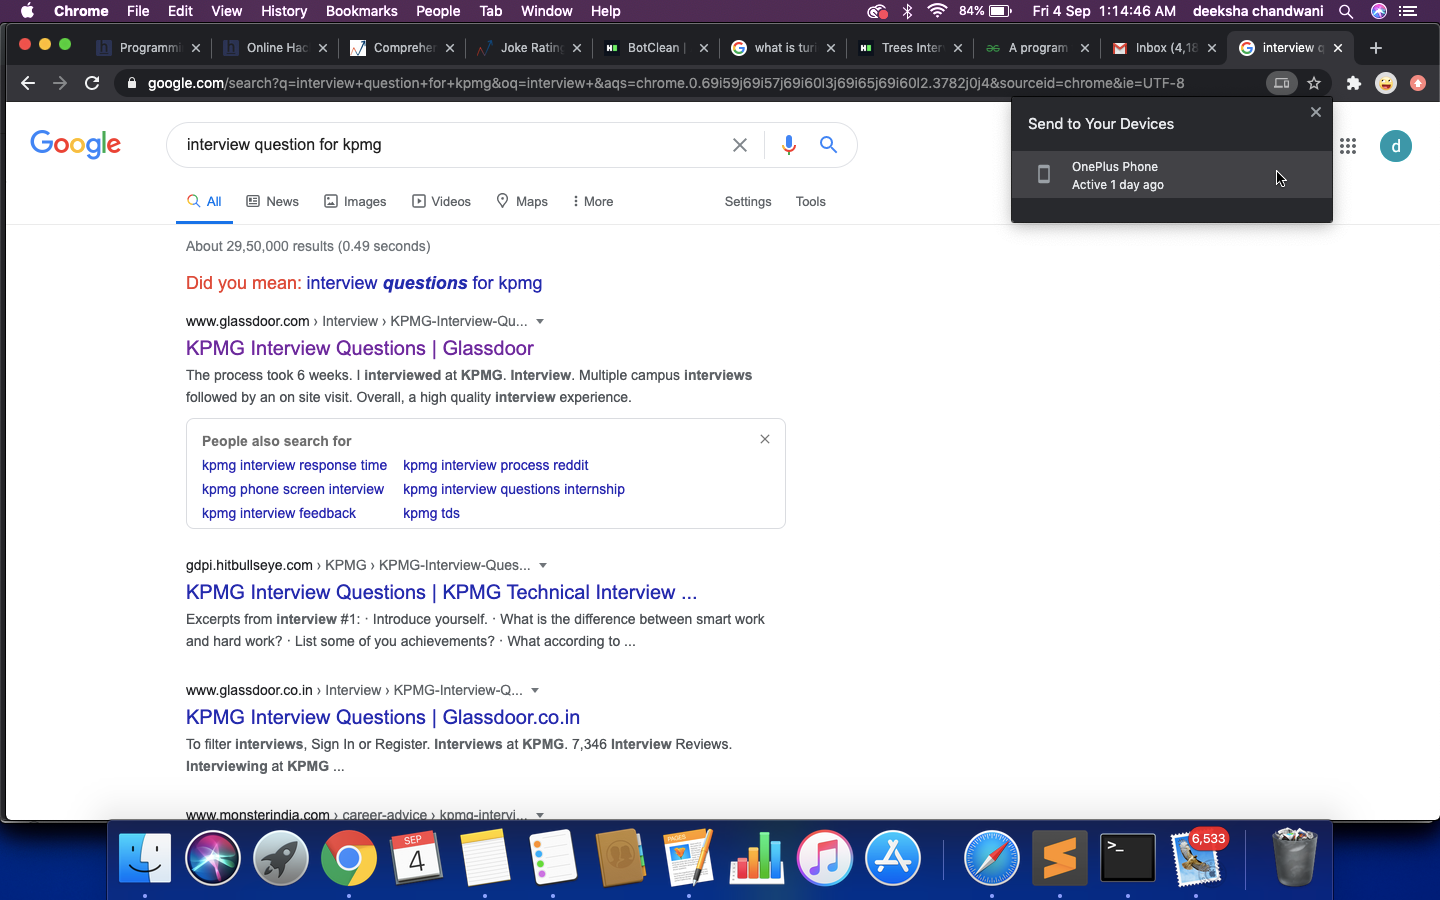 Chrome File Edit View History Bookmarks People Tab Window Help 84% Fri 4 Sep 1:14:46 AM deeksha chandwani
Programmi Online Hac Comprehe Joke Rating BotClean | what is turi Trees Inter A program Inbox (4,18 interview q
google.com/search?q=interview+question+for+kpmg&oq=interview+&aqs=chrome.0.69i59j69i57j69i60l3j69i65j69i60l2.3782j0j4&sourceid=chrome&ie=UTF-8
Send to Your Devices
OnePlus Phone
Active 1 day ago
Google
interview question for kpmg
d
All News Images Videos Maps More Settings Tools
About 29,50,000 results (0.49 seconds)
Did you mean: interview questions for kpmg
www.glassdoor.com › Interview › KPMG-Interview-Qu...
KPMG Interview Questions | Glassdoor
The process took 6 weeks. I interviewed at KPMG. Interview. Multiple campus interviews
followed by an on site visit. Overall, a high quality interview experience.
People also search for
kpmg interview response time kpmg interview process reddit
kpmg phone screen interview kpmg interview questions internship
kpmg interview feedback kpmg tds
gdpi.hitbullseye.com › KPMG › KPMG-Interview-Ques...
KPMG Interview Questions | KPMG Technical Interview ...
Excerpts from interview #1: · Introduce yourself. · What is the difference between smart work
and hard work? · List some of you achievements? · What according to ...
www.glassdoor.co.in › Interview › KPMG-Interview-Q...
KPMG Interview Questions | Glassdoor.co.in
To filter interviews, Sign In or Register. Interviews at KPMG. 7,346 Interview Reviews.
Interviewing at KPMG ...
www.monsterindia.com › career-advice › kpmg-intervi...
SEP
4
PAGES
>_
6,533